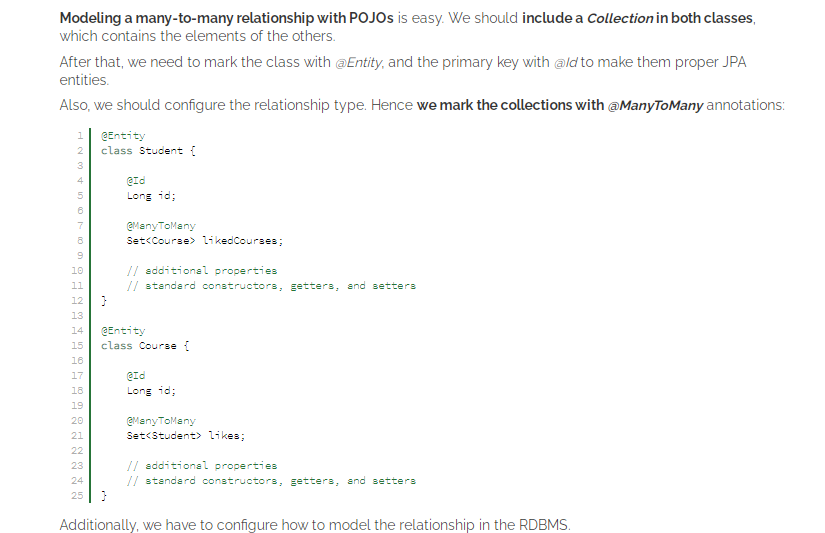 Modeling a many-to-many relationship with POJOs is easy. We should include a Collection in both classes,
which contains the elements of the others.
After that, we need to mark the class with @Entity, and the primary key with @Id to make them proper JPA
entities.
Also, we should configure the relationship type. Hence we mark the collections with @ManyToMany annotations:
1 @Entity
2 class Student {
3
4 @Id
5 Long id;
6
7 @ManyToMany
8 Set<Course> likedCourses;
9
10 // additional properties
11 // standard constructors, getters, and setters
12 }
13
14 @Entity
15 class Course {
16
17 @Id
18 Long id;
19
20 @ManyToMany
21 Set<Student> likes;
22
23 // additional properties
24 // standard constructors, getters, and setters
25 }
Additionally, we have to configure how to model the relationship in the RDBMS.